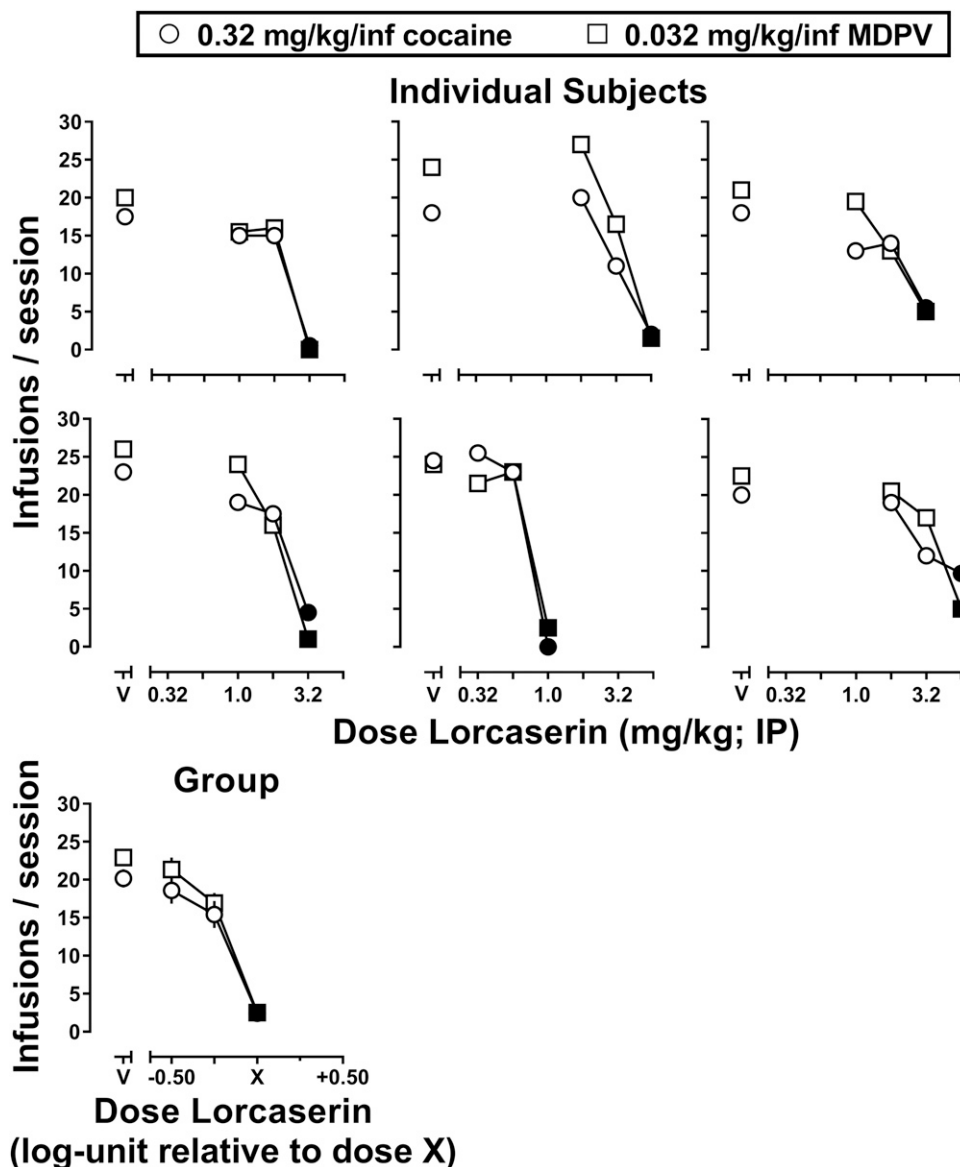 0.32 mg/kg/inf cocaine 0.032 mg/kg/inf MDPV
Individual Subjects
Infusions / session
30
25
20
15
10
5
0
Infusions / session
30
25
20
15
10
5
0
V 0.32 1.0 3.2 V 0.32 1.0 3.2 V 0.32 1.0 3.2
Dose Lorcaserin (mg/kg; IP)
Group
Infusions / session
30
25
20
15
10
5
0
V -0.50 X +0.50
Dose Lorcaserin
(log-unit relative to dose X)